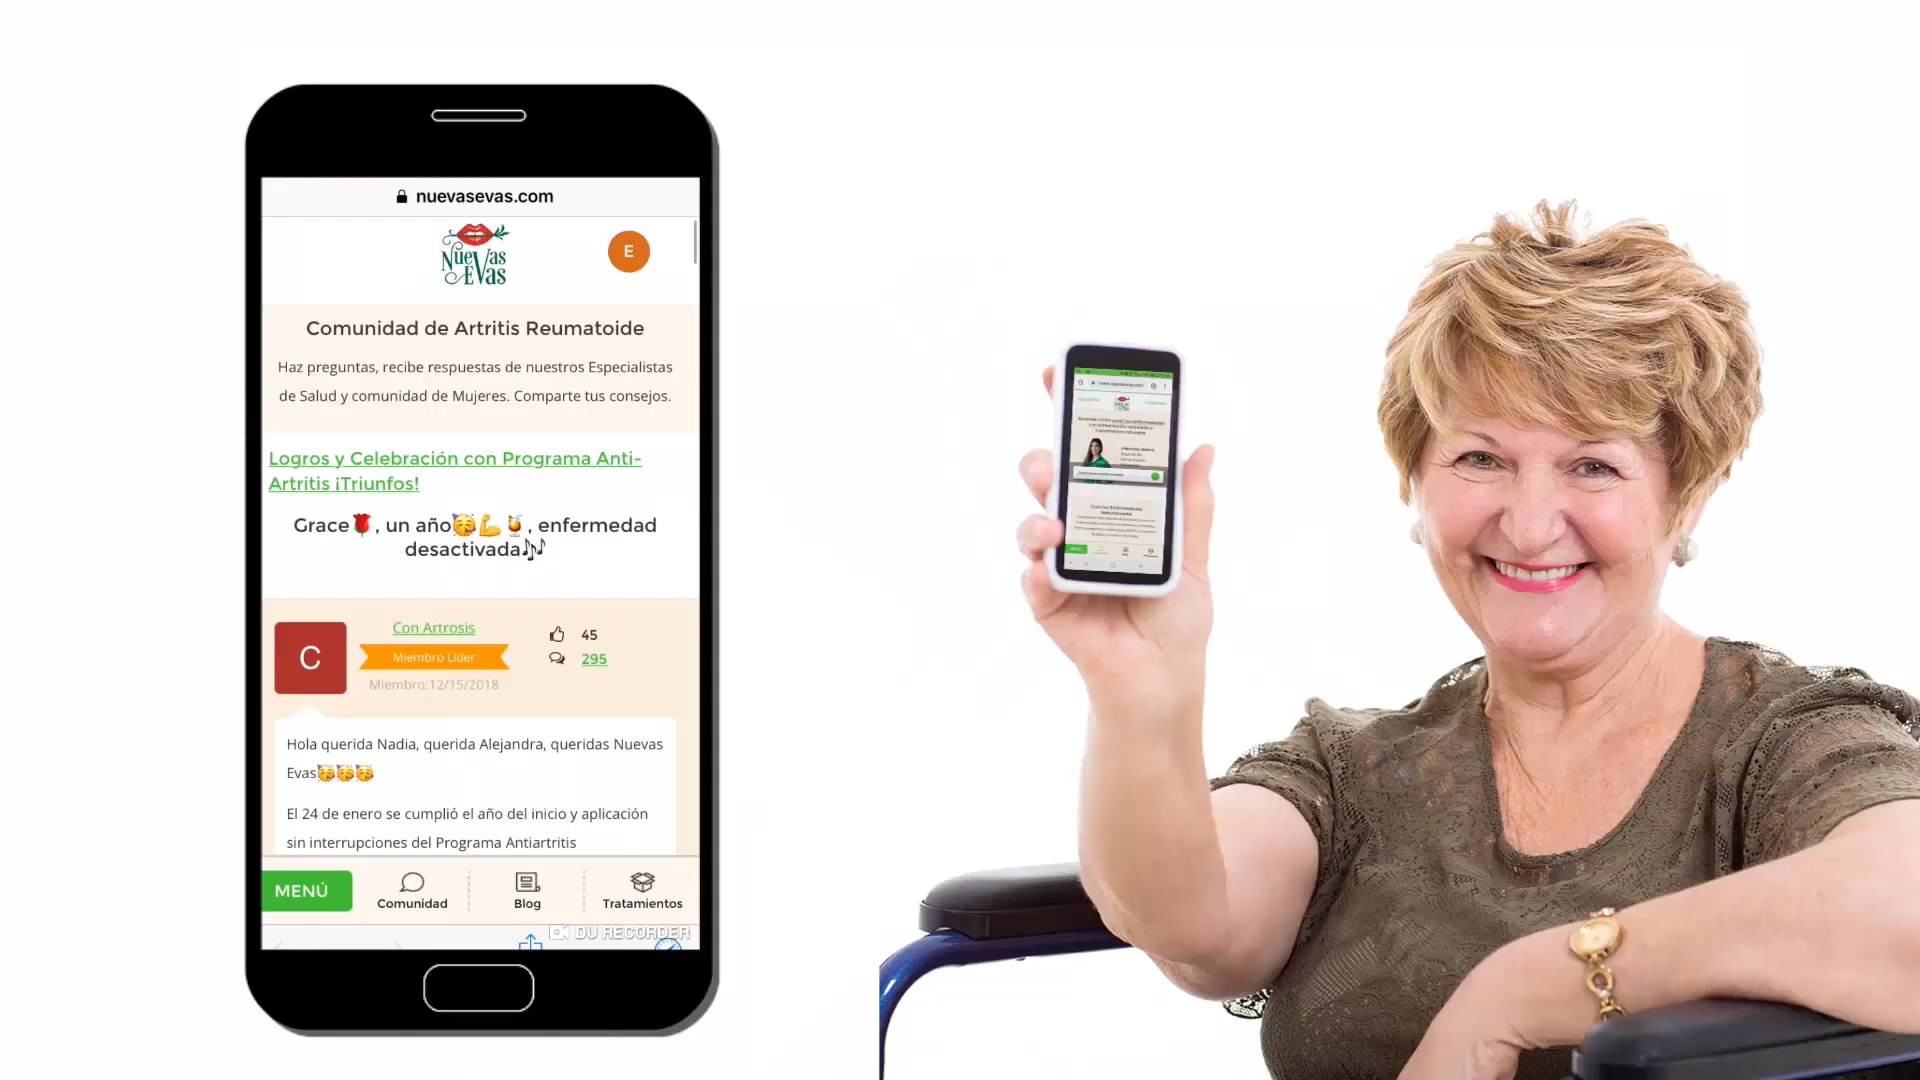 nuevasevas.com
NueVas
EVas
E
Comunidad de Artritis Reumatoide
Haz preguntas, recibe respuestas de nuestros Especialistas
de Salud y comunidad de Mujeres. Comparte tus consejos.
Logros y Celebración con Programa Anti-
Artritis ¡Triunfos!
Grace🌹, un año🥳💪🍹, enfermedad
desactivada🎶
C
Con Artrosis
Miembro Lider
Miembro:12/15/2018
45
295
Hola querida Nadia, querida Alejandra, queridas Nuevas
Evas🥳🥳🥳
El 24 de enero se cumplió el año del inicio y aplicación
sin interrupciones del Programa Antiartritis
MENÚ
Comunidad
Blog
Tratamientos
DU RECORDER